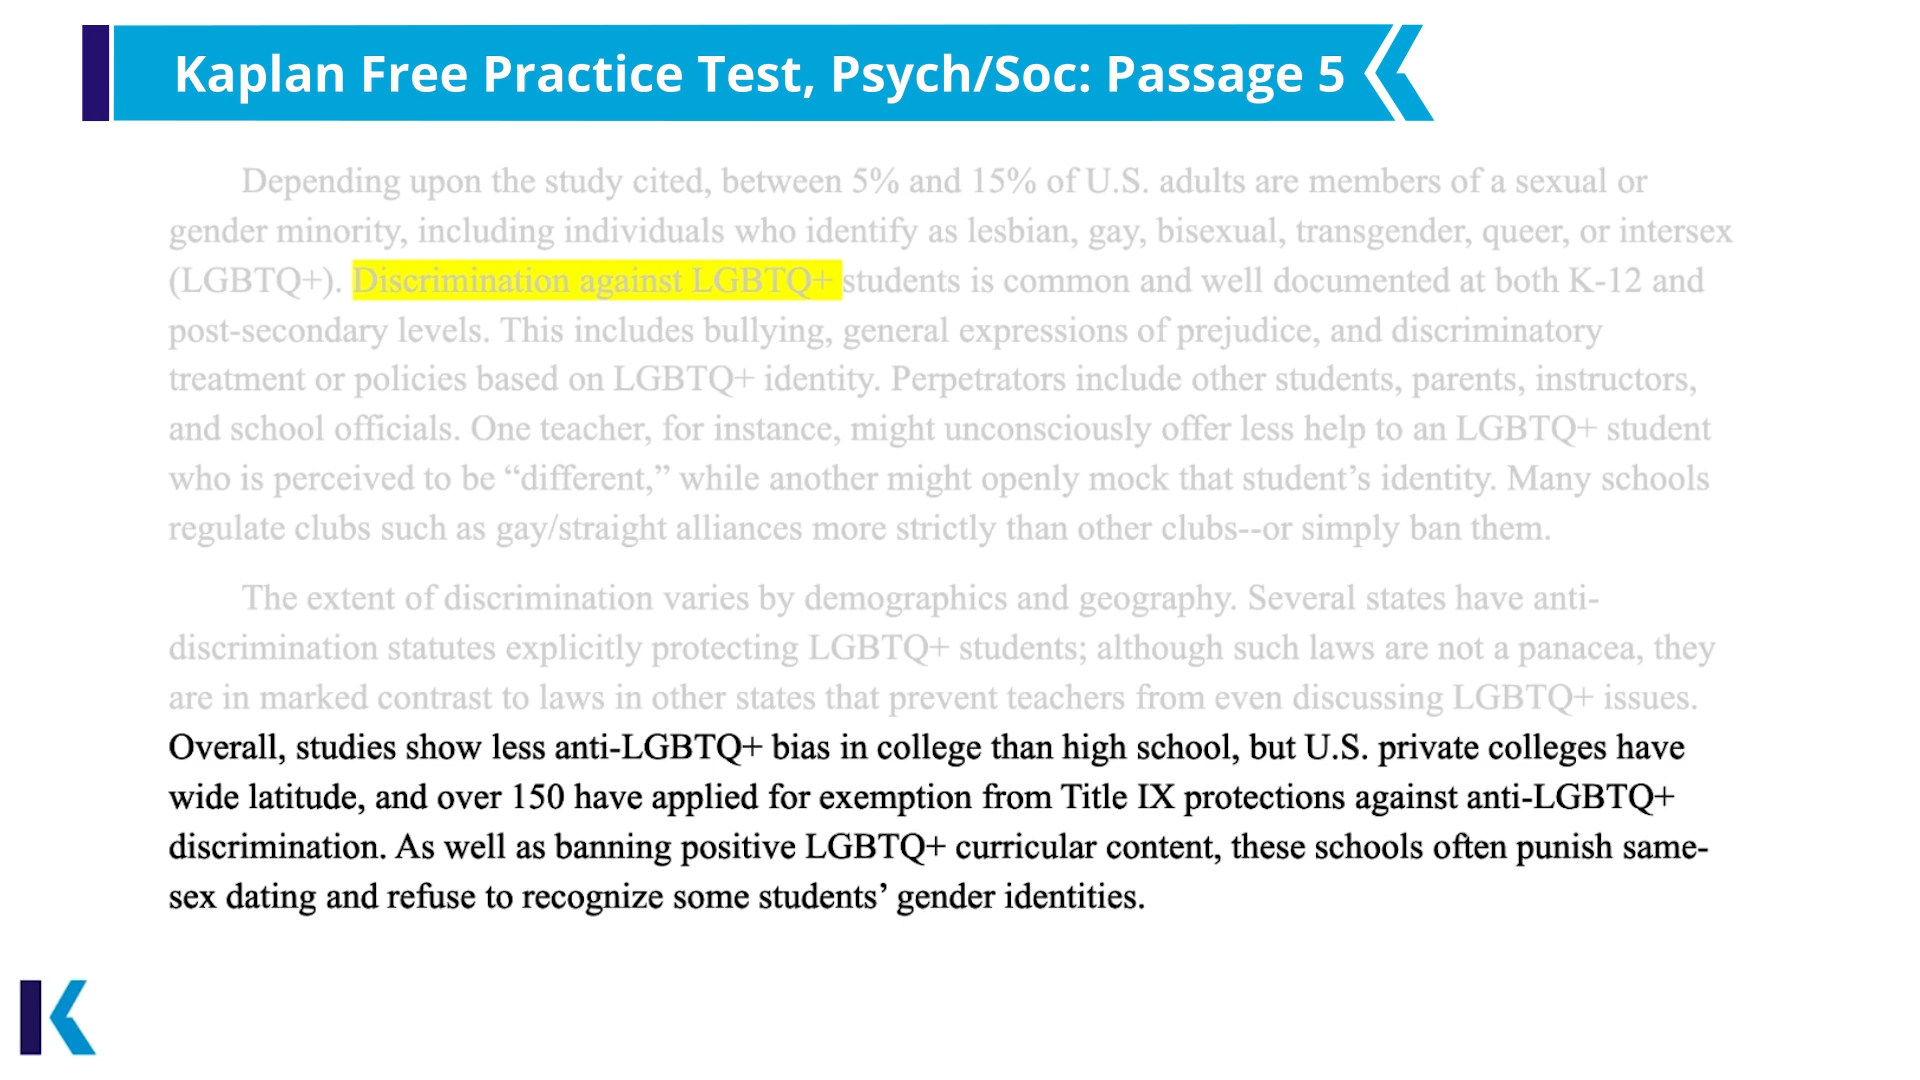 Kaplan Free Practice Test, Psych/Soc: Passage 5
Depending upon the study cited, between 5% and 15% of U.S. adults are members of a sexual or
gender minority, including individuals who identify as lesbian, gay, bisexual, transgender, queer, or intersex
(LGBTQ+). Discrimination against LGBTQ+ students is common and well documented at both K-12 and
post-secondary levels. This includes bullying, general expressions of prejudice, and discriminatory
treatment or policies based on LGBTQ+ identity. Perpetrators include other students, parents, instructors,
and school officials. One teacher, for instance, might unconsciously offer less help to an LGBTQ+ student
who is perceived to be “different,” while another might openly mock that student’s identity. Many schools
regulate clubs such as gay/straight alliances more strictly than other clubs--or simply ban them.
The extent of discrimination varies by demographics and geography. Several states have anti-
discrimination statutes explicitly protecting LGBTQ+ students; although such laws are not a panacea, they
are in marked contrast to laws in other states that prevent teachers from even discussing LGBTQ+ issues.
Overall, studies show less anti-LGBTQ+ bias in college than high school, but U.S. private colleges have
wide latitude, and over 150 have applied for exemption from Title IX protections against anti-LGBTQ+
discrimination. As well as banning positive LGBTQ+ curricular content, these schools often punish same-
sex dating and refuse to recognize some students’ gender identities.
K